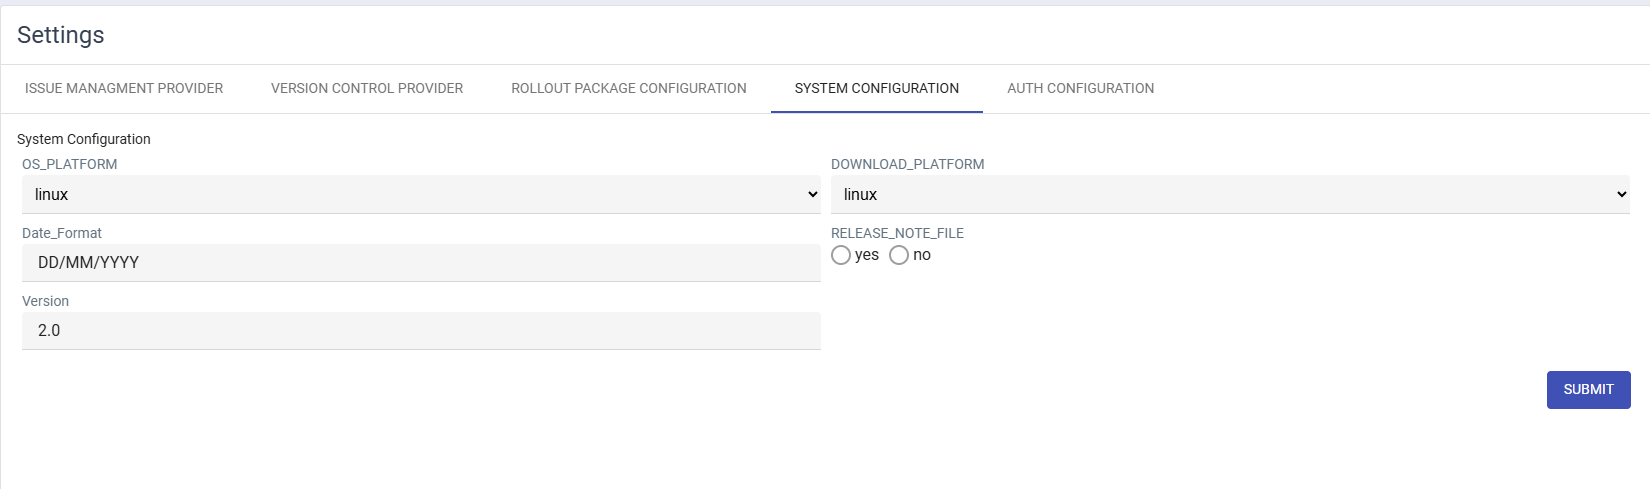 Settings
ISSUE MANAGMENT PROVIDER VERSION CONTROL PROVIDER ROLLOUT PACKAGE CONFIGURATION SYSTEM CONFIGURATION AUTH CONFIGURATION
System Configuration
OS_PLATFORM DOWNLOAD_PLATFORM
linux linux
Date_Format RELEASE_NOTE_FILE
DD/MM/YYYY yes no
Version
2.0
SUBMIT